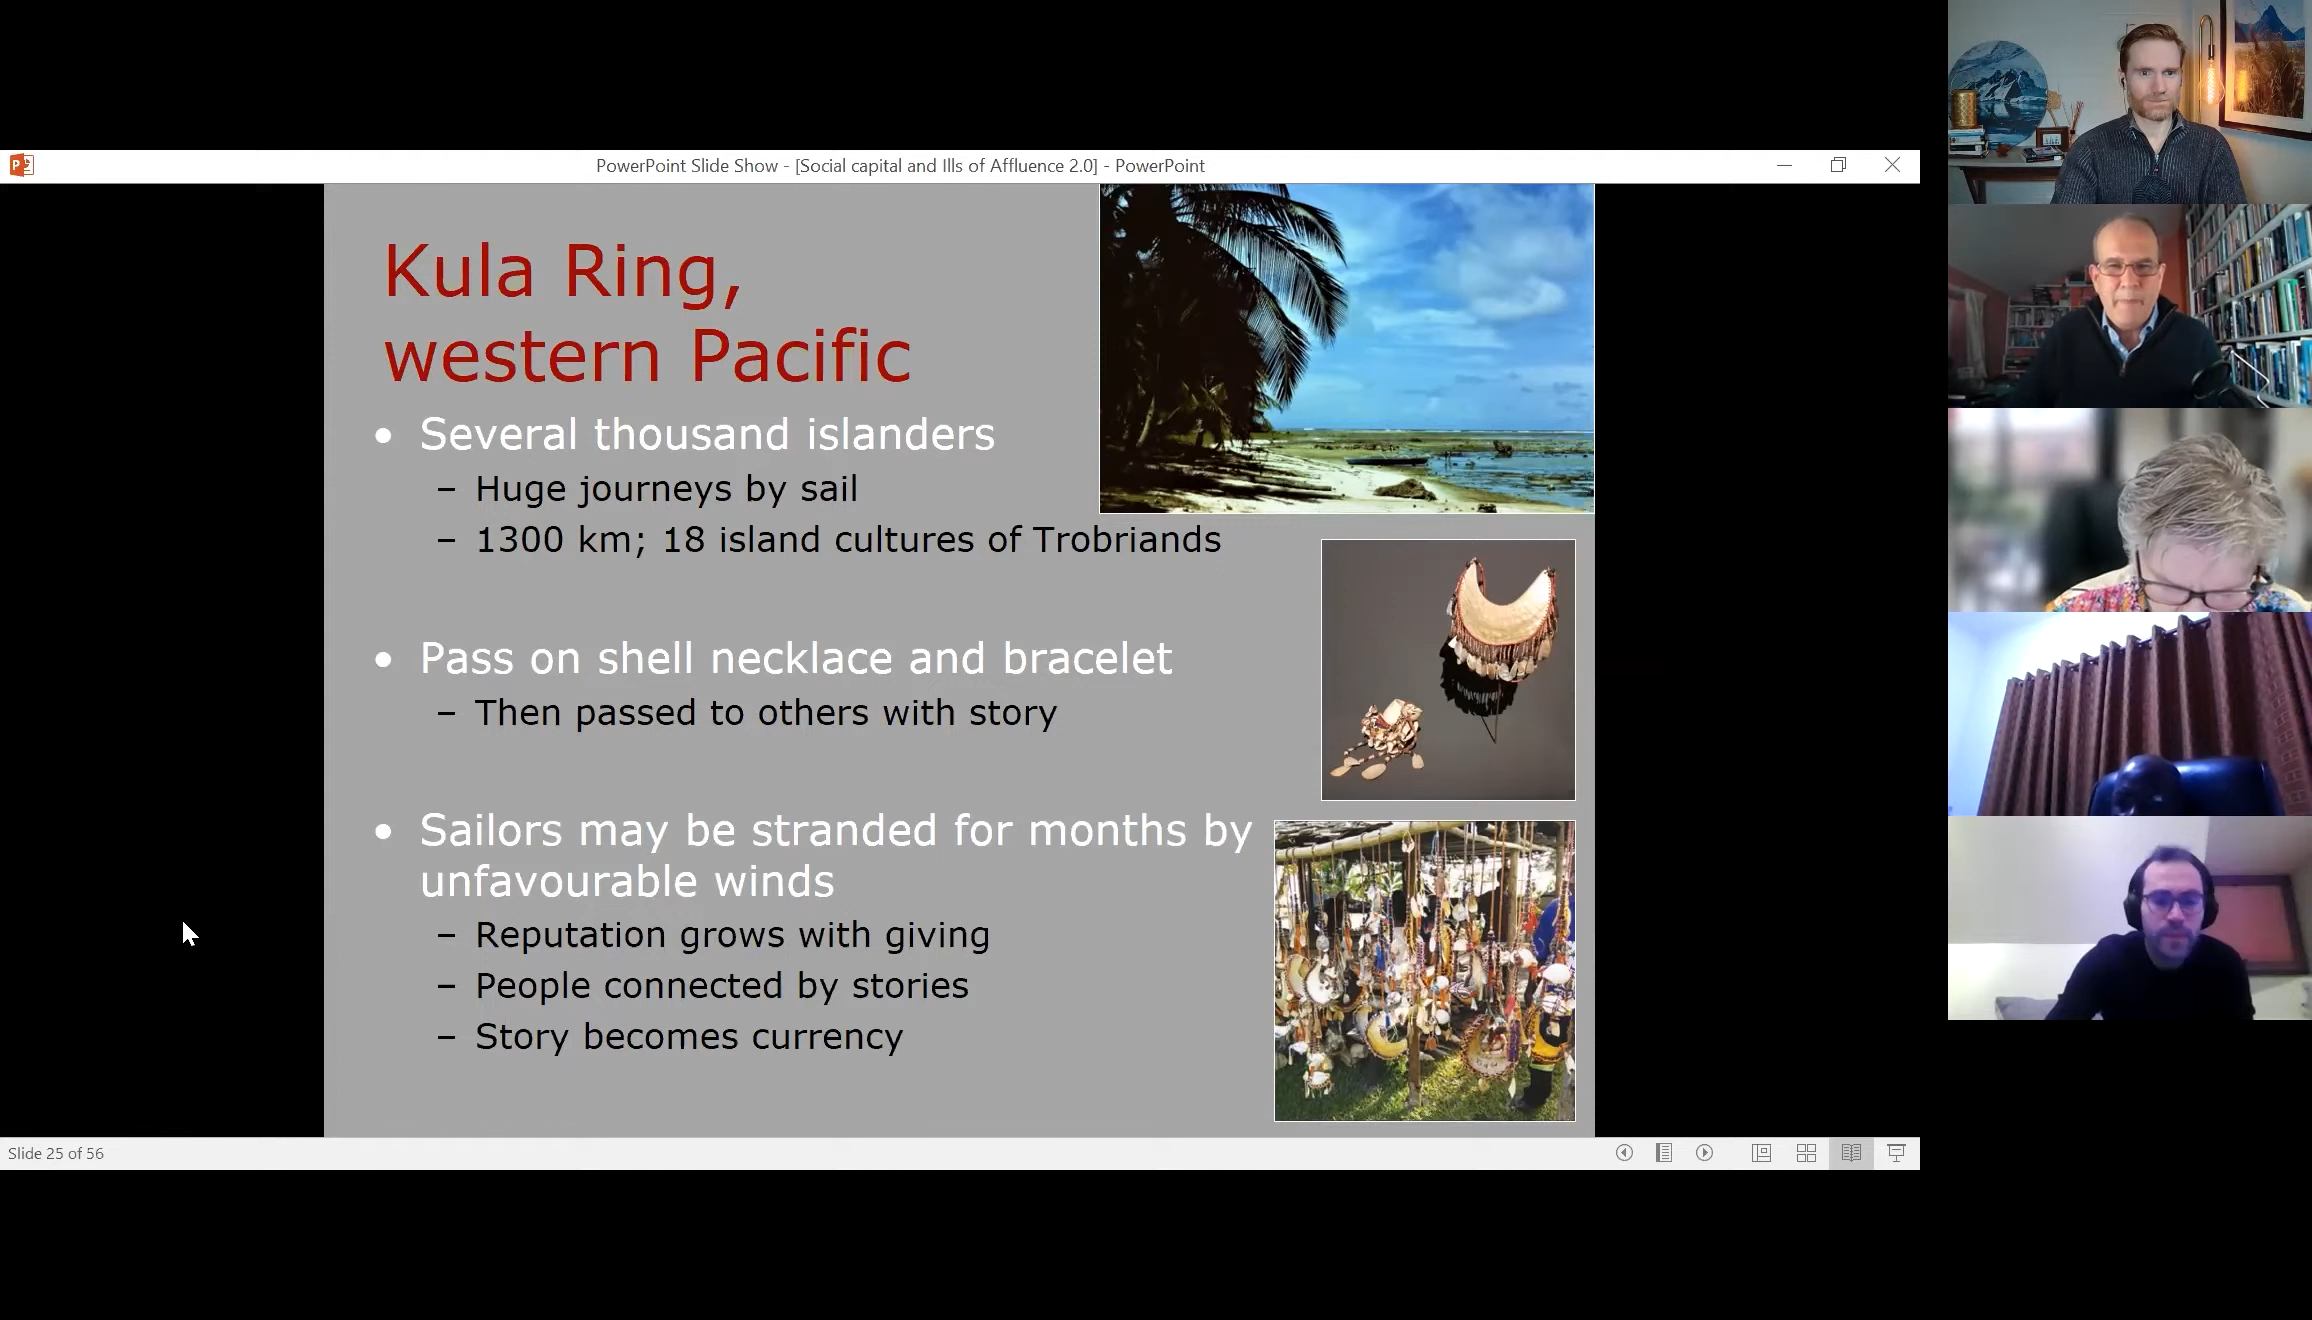 PowerPoint Slide Show - [Social capital and Ills of Affluence 2.0] - PowerPoint
Kula Ring,
western Pacific
• Several thousand islanders
– Huge journeys by sail
– 1300 km; 18 island cultures of Trobriands
• Pass on shell necklace and bracelet
– Then passed to others with story
• Sailors may be stranded for months by
unfavourable winds
– Reputation grows with giving
– People connected by stories
– Story becomes currency
Slide 25 of 56